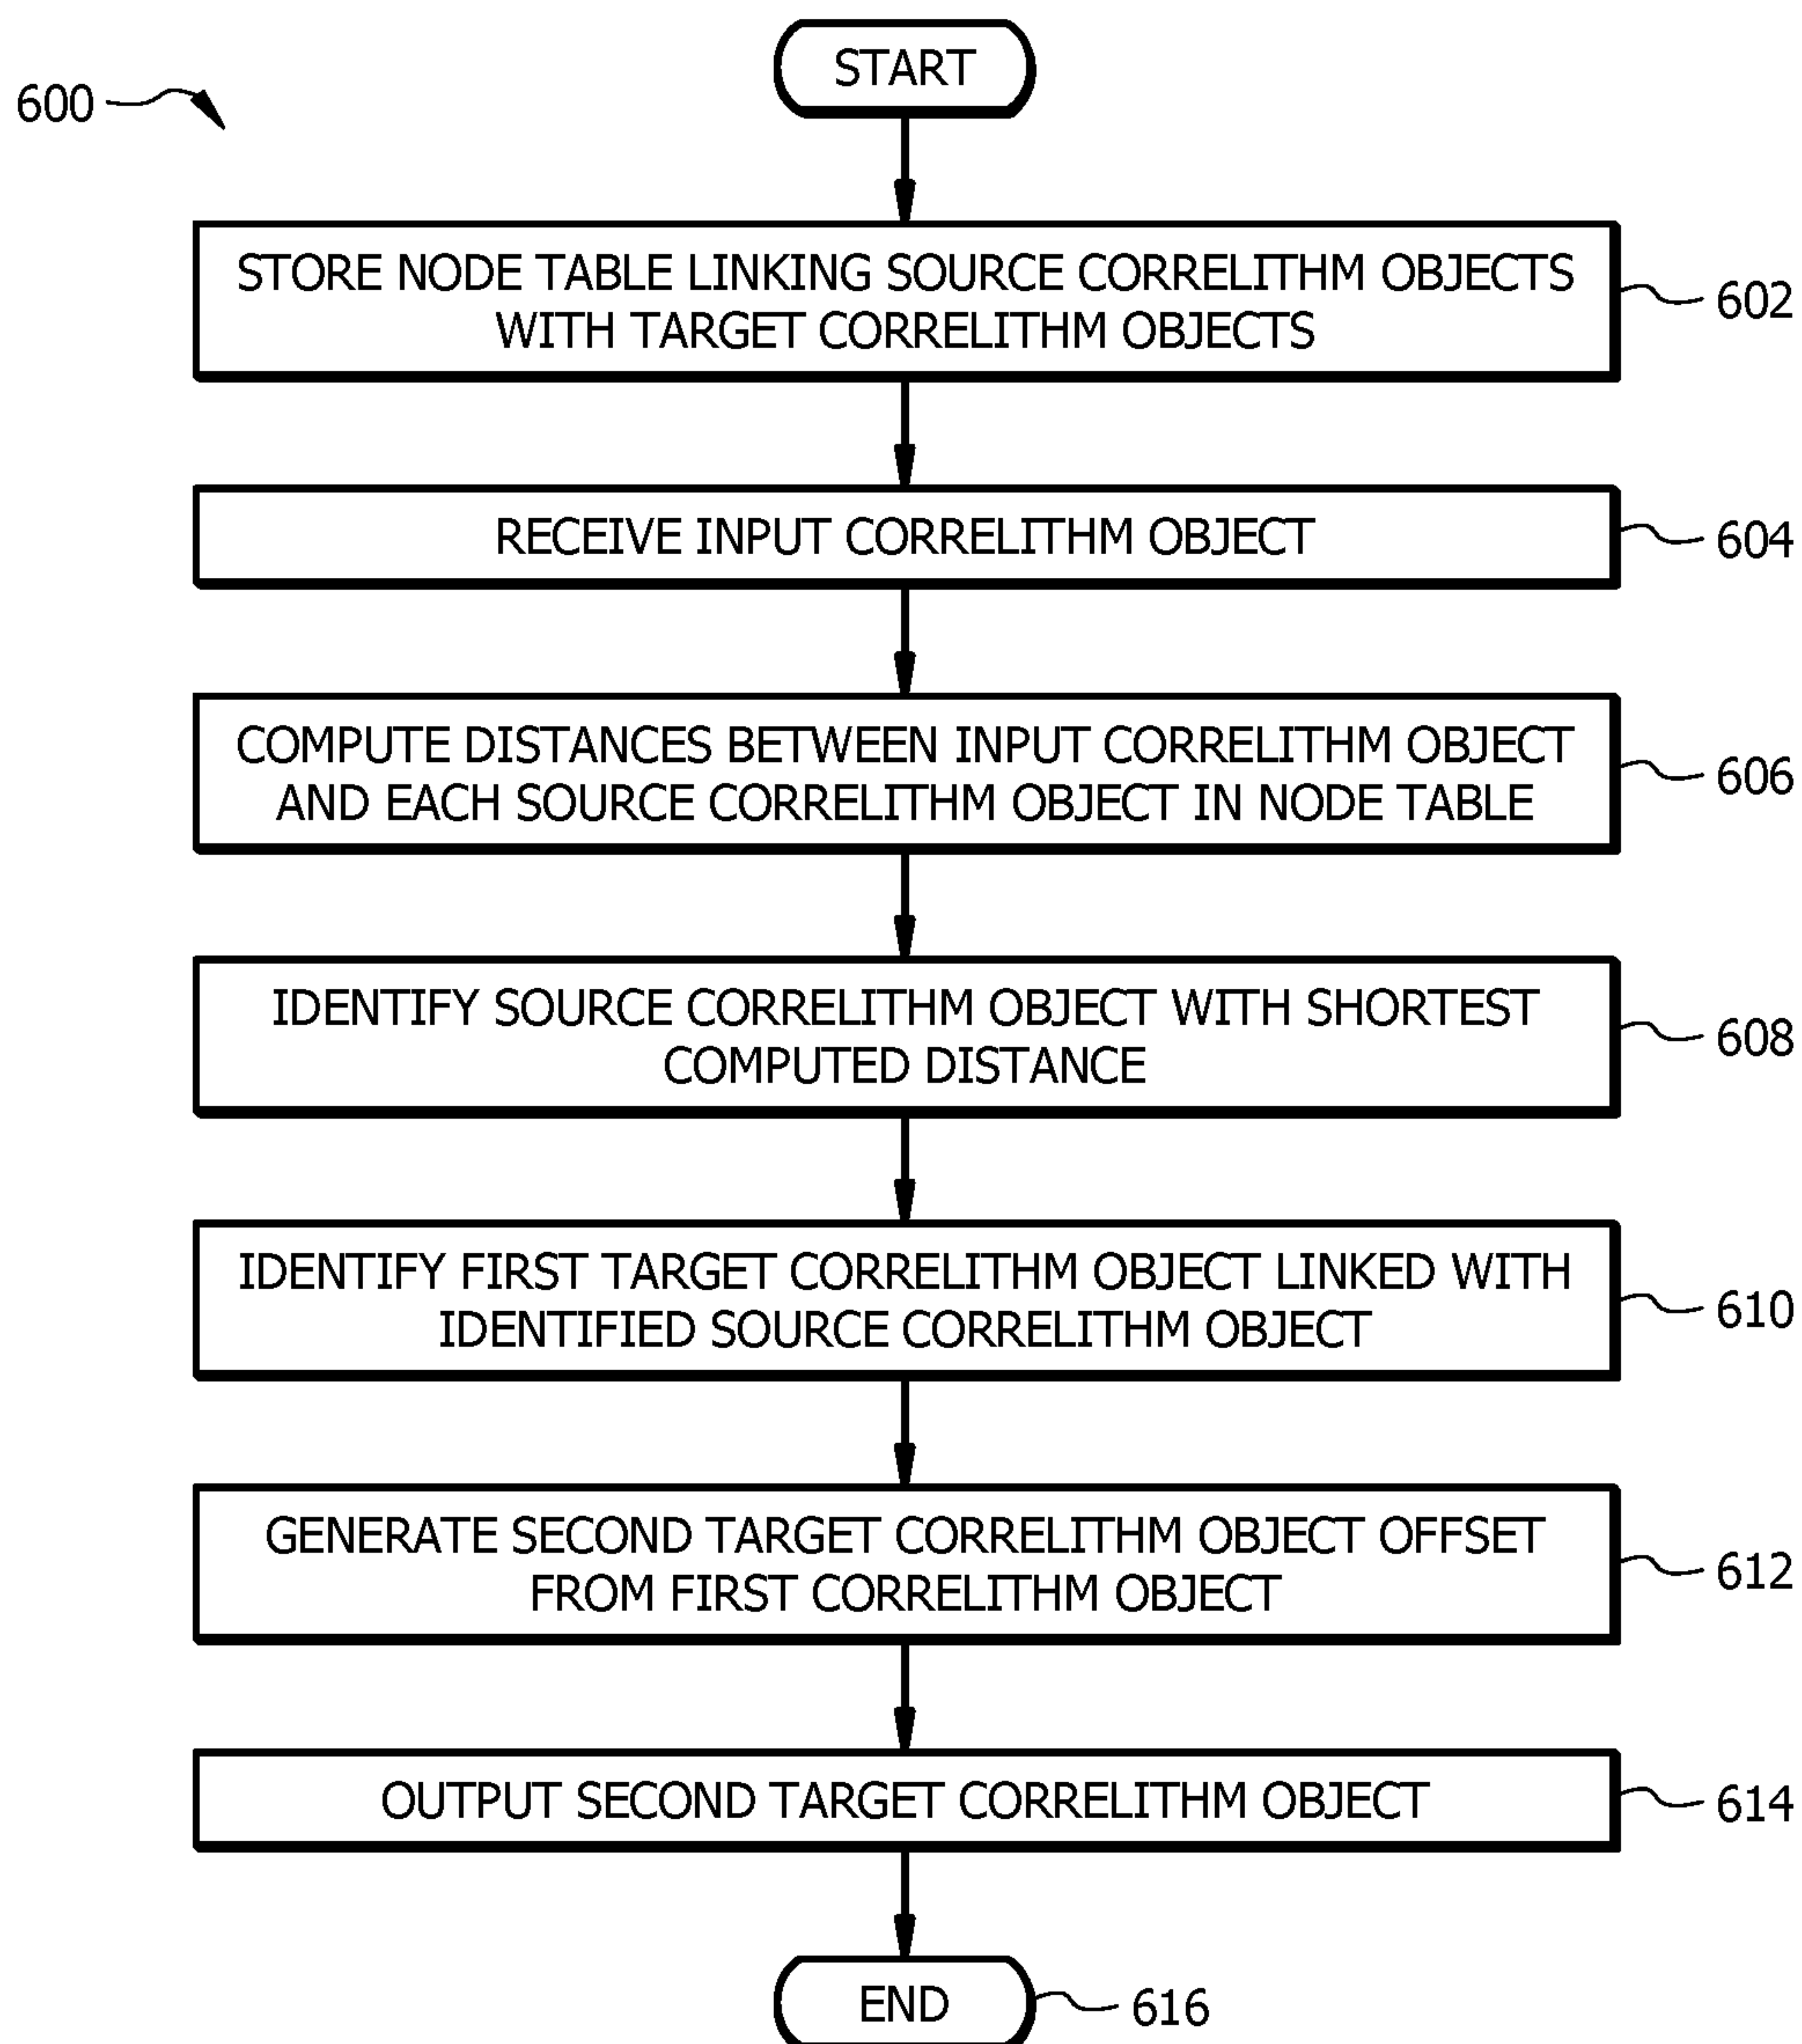 START
600
STORE NODE TABLE LINKING SOURCE CORRELITHM OBJECTS
WITH TARGET CORRELITHM OBJECTS
602
RECEIVE INPUT CORRELITHM OBJECT
604
COMPUTE DISTANCES BETWEEN INPUT CORRELITHM OBJECT
AND EACH SOURCE CORRELITHM OBJECT IN NODE TABLE
606
IDENTIFY SOURCE CORRELITHM OBJECT WITH SHORTEST
COMPUTED DISTANCE
608
IDENTIFY FIRST TARGET CORRELITHM OBJECT LINKED WITH
IDENTIFIED SOURCE CORRELITHM OBJECT
610
GENERATE SECOND TARGET CORRELITHM OBJECT OFFSET
FROM FIRST CORRELITHM OBJECT
612
OUTPUT SECOND TARGET CORRELITHM OBJECT
614
END
616